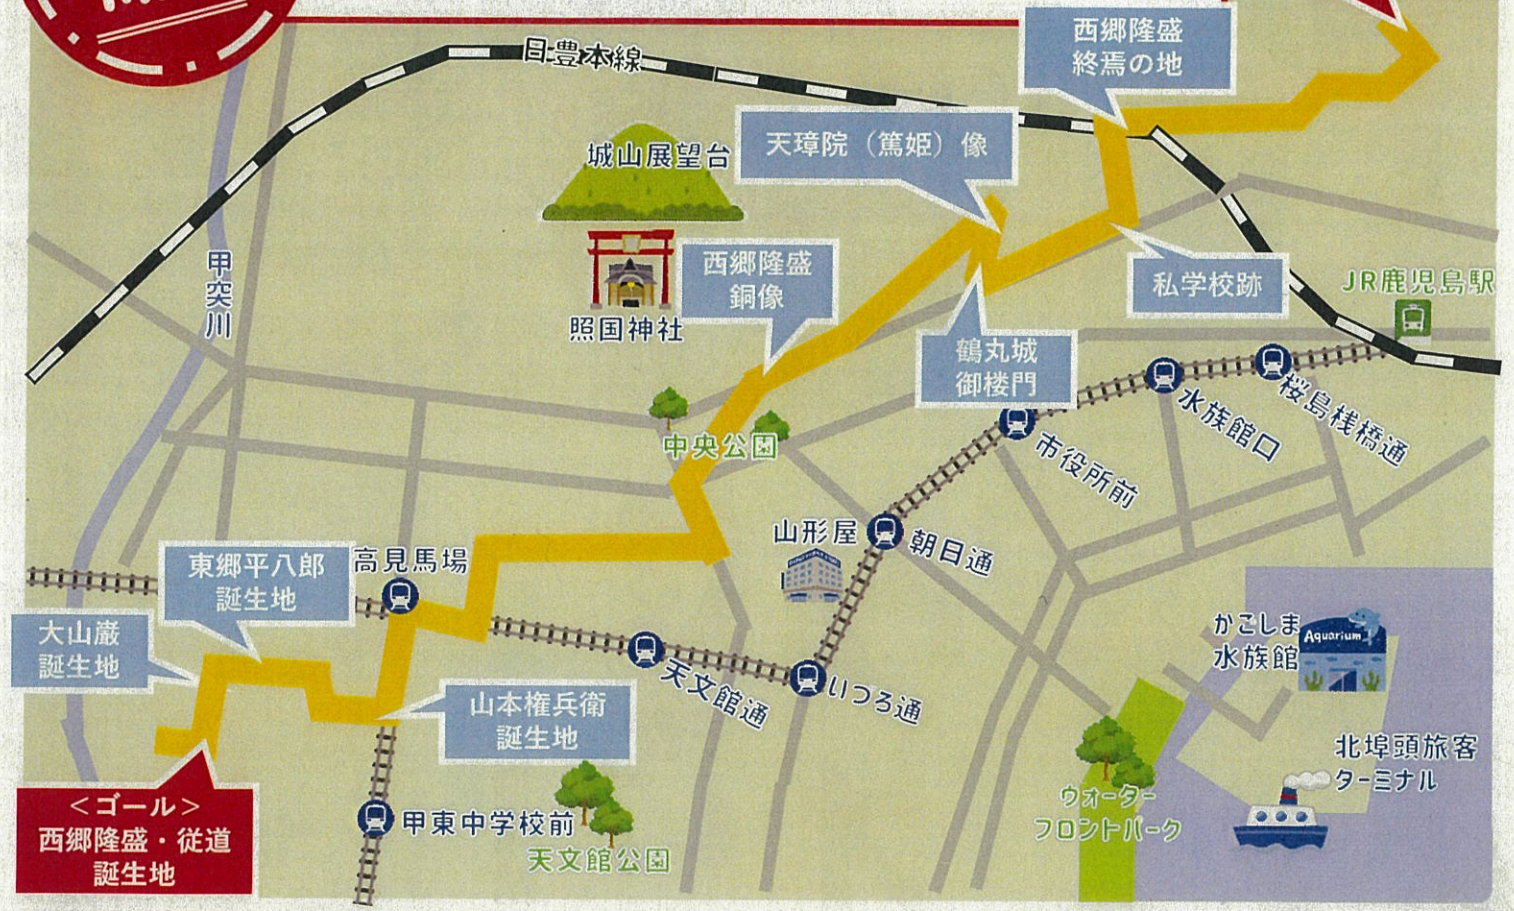 日豊本線
西郷隆盛
終焉の地
天璋院（篤姫）像
城山展望台
照国神社
西郷隆盛
銅像
鶴丸城
御楼門
私学校跡
JR鹿児島駅
甲突川
中央公園
桜島桟橋通
水族館口
市役所前
朝日通
山形屋
高見馬場
東郷平八郎
誕生地
大山巌
誕生地
天文館通
いづろ通
山本権兵衛
誕生地
かごしま
水族館
Aquarium
北埠頭旅客
ターミナル
ウォーター
フロントパーク
＜ゴール＞
西郷隆盛・従道
誕生地
甲東中学校前
天文館公園